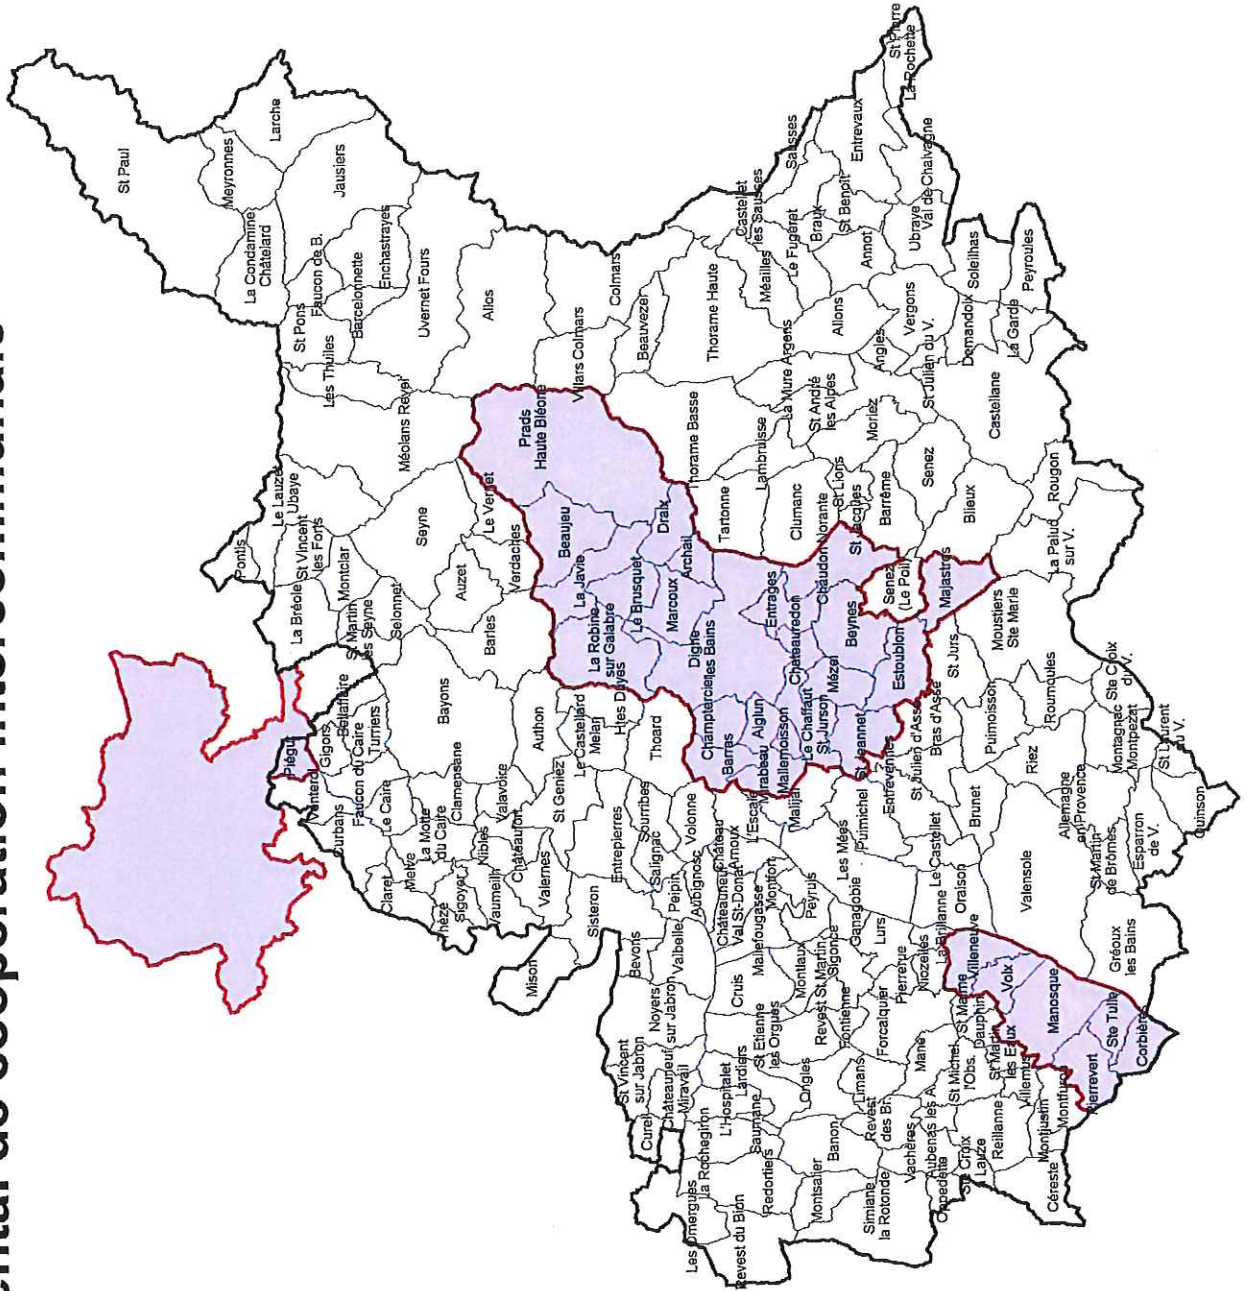 ental de coopération intercommunale
St Paul
Meyronnes
Larche
La Condamine
Châtelard
Jausiers
St Pons
Faucon de B.
Barcelonnette
Enchastrayes
Les Thuiles
Uvernet Fours
Méolans Revel
Allos
Pontis
Le Lauzet
Ubaye
St Vincent
les Forts
La Bréole
Montclar
St Martin
les Seyne
Selonnet
Seyne
Auzet
Le Vernet
Verdaches
Barles
Prads
Haute Bléone
Villars Colmars
Colmars
Beauvezer
Thorame Haute
Thorame Basse
Piégut
Venterol
Gigors
Bellaffaire
Faucon du Caire
Turriers
Curbans
Le Caire
Bayons
Claret
Melve
La Motte
du Caire
Clamensane
Thèze
Sigoyer
Nibles
Valavoire
Vaumeilh
Châteaufort
Valernes
St Geniez
Authon
Le Castellard
Melan
Htes Duyes
Thoard
Mison
Sisteron
Entrepierres
Sourribes
Salignac
Volonne
Beaujeu
La Javie
Draix
Archail
Le Brusquet
La Robine
sur Galabre
Marcoux
Digne
les Bains
Champtercier
Barras
Aiglun
Mirabeau
Mallemoisson
Le Chaffaut
St Jurson
Entrages
Chaudon
Norante
Châteauredon
Beynes
Mézel
Estoublon
St Jeannet
Majastres
Senez
(Le Poil)
Tartonne
Lambruisse
Clumanc
St Lions
St Jacques
Barrême
Moriez
Senez
Blieux
La Mure Argens
St André
les Alpes
Allons
Angles
Vergons
St Julien du V.
Méailles
Le Fugeret
Braux
St Benoît
Annot
Castellet
les Sausses
Sausses
Entrevaux
St Pierre
La Rochette
Val de Chalvagne
Ubraye
Soleilhas
Peyroules
Demandolx
La Garde
Castellane
Rougon
La Palud
sur V.
Moustiers
Ste Marie
St Jurs
Puimoisson
Roumoules
Ste Croix
du V.
Riez
Montagnac
Montpezat
St Laurent
du V.
Allemagne
en Provence
St Martin
de Brômes
Esparron
de V.
Quinson
Bras d'Asse
St Julien d'Asse
Entrevennes
Brunet
Puimichel
Le Castellet
Oraison
Valensole
Gréoux
les Bains
Les Mées
Malijai
L'Escale
Château
Arnoux
Aubignosc
Peipin
Châteauneuf
Val St-Donat
Mallefougasse
Montfort
Peyruis
Ganagobie
Lurs
La Brillanne
Villeneuve
Volx
Manosque
Ste Tulle
Corbières
Pierrevert
Bevons
Valbelle
Noyers
sur Jabron
St Vincent
sur Jabron
Châteauneuf
Miravail
Curel
Les Omergues
Cruis
St Etienne
les Orgues
Montlaux
Revest St Martin
Sigonce
Fontienne
Forcalquier
Pierrerue
Niozelles
L'Hospitalet
Lardiers
Saumane
La Rochegiron
Revest du Bion
Redortiers
Ongles
Limans
Banon
Montsalier
Revest
des Br.
Simiane
la Rotonde
Vachères
Oppedette
Aubenas les A.
Ste Croix
Lauze
Mane
St Michel
l'Obs.
St Maime
Dauphin
St Martin
les Eaux
Villemus
Reillanne
Montjustin
Montfuron
Céreste